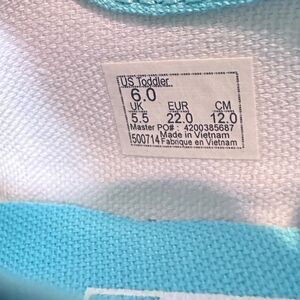 US Toddler
6.0
UK EUR CM
5.5 22.0 12.0
Master PO# : 4200385687
500714 Made in Vietnam
Fabrique en Vietnam